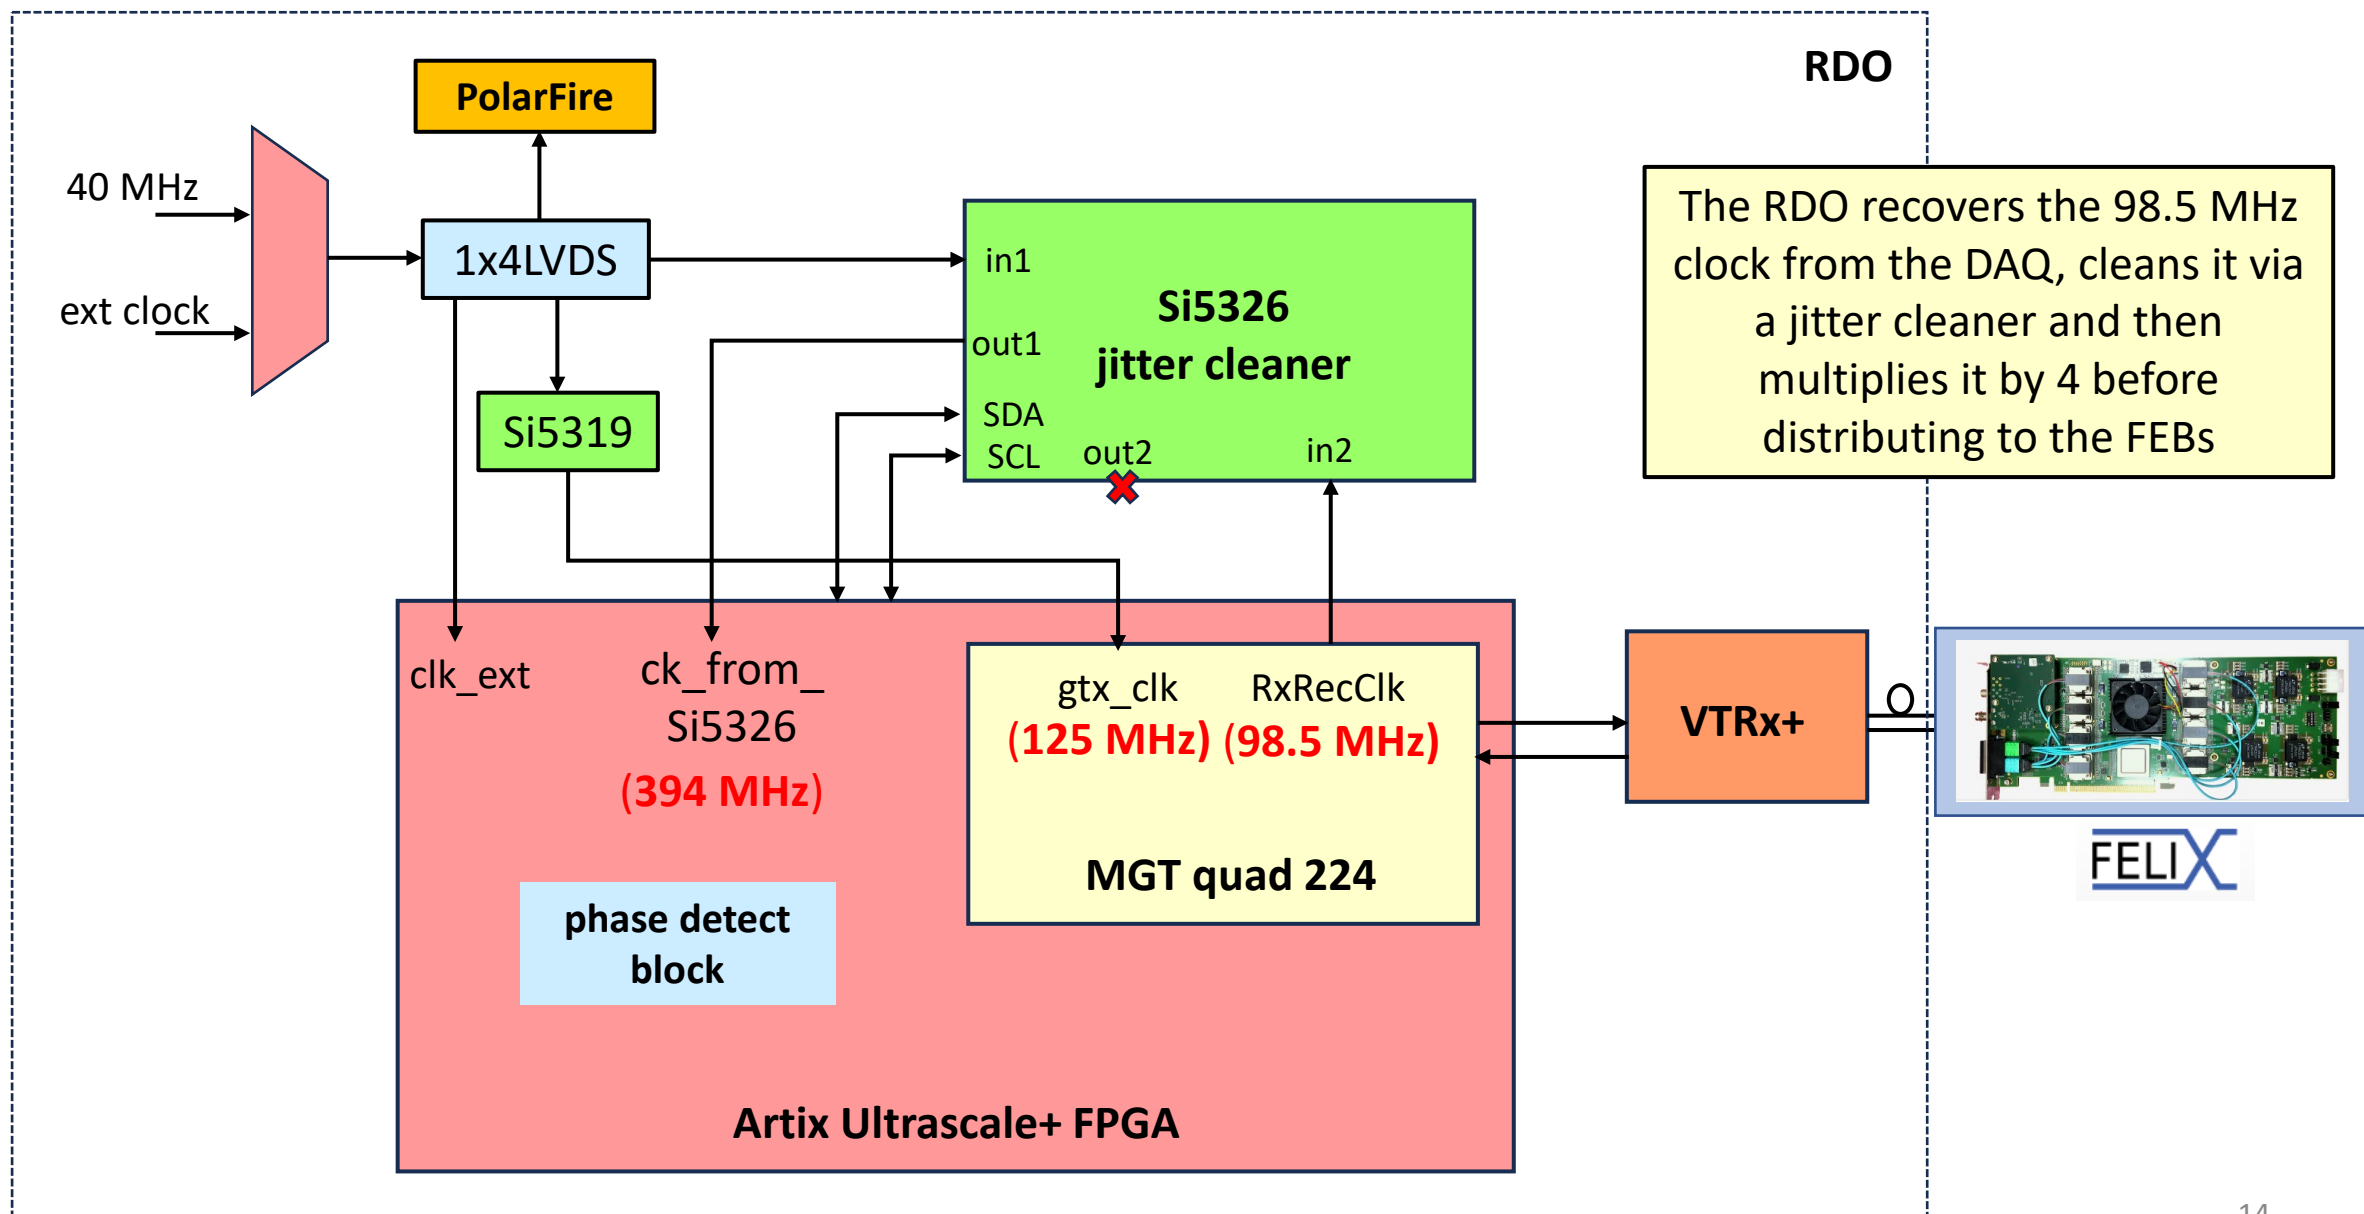 RDO
PolarFire
40 MHz
ext clock
1x4LVDS
Si5319
in1
out1
SDA
SCL
out2
in2
Si5326
jitter cleaner
The RDO recovers the 98.5 MHz
clock from the DAQ, cleans it via
a jitter cleaner and then
multiplies it by 4 before
distributing to the FEBs
clk_ext
ck_from_
Si5326
(394 MHz)
gtx_clk
(125 MHz)
RxRecClk
(98.5 MHz)
MGT quad 224
phase detect
block
Artix Ultrascale+ FPGA
VTRx+
FELIX
14